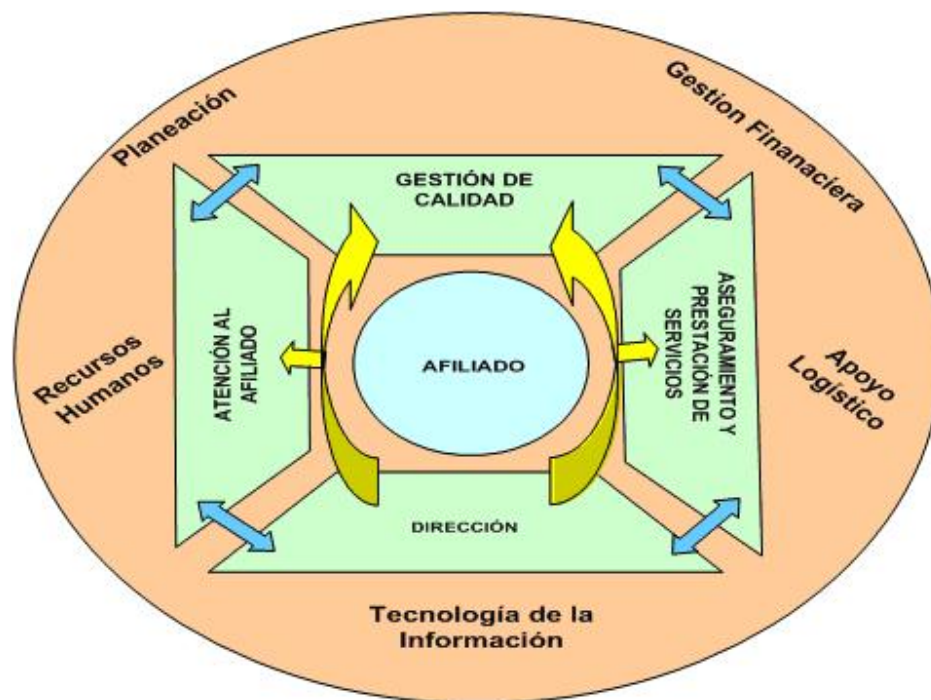 Planeación
Gestion Finanaciera
GESTIÓN DE
CALIDAD
ATENCIÓN AL
AFILIADO
AFILIADO
ASEGURAMIENTO Y
PRESTACIÓN DE
SERVICIOS
Recursos
Humanos
Apoyo
Logístico
DIRECCIÓN
Tecnología de la
Información